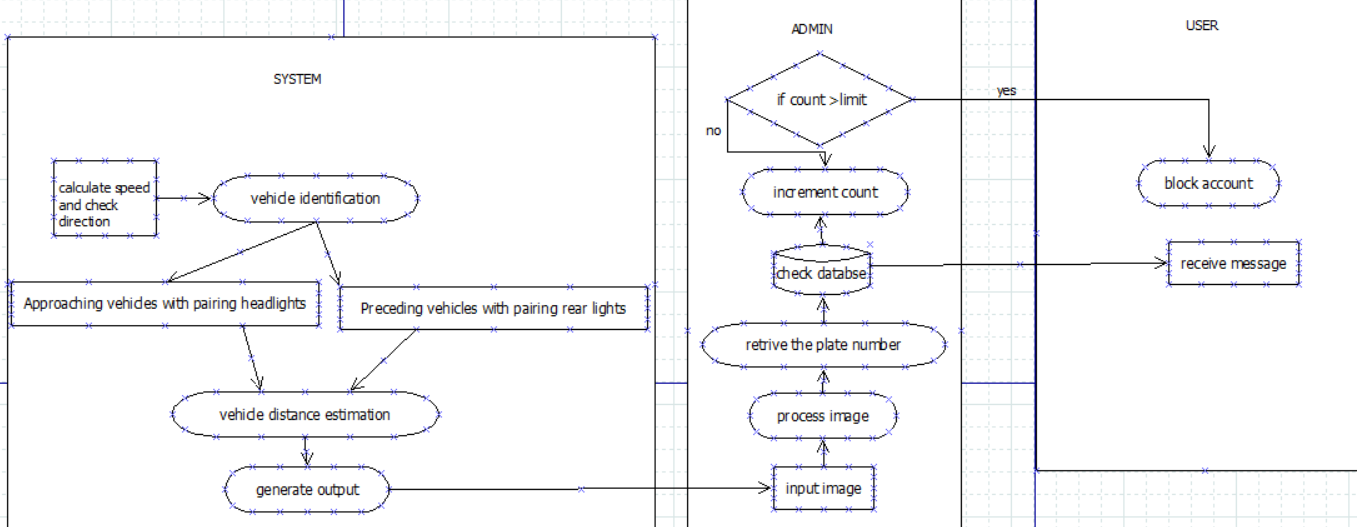 SYSTEM
calculate speed
and check
direction
vehicle identification
Approaching vehicles with pairing headlights
Preceding vehicles with pairing rear lights
vehicle distance estimation
generate output
ADMIN
if count >limit
no
yes
increment count
check databse
retrive the plate number
process image
input image
USER
block account
receive message